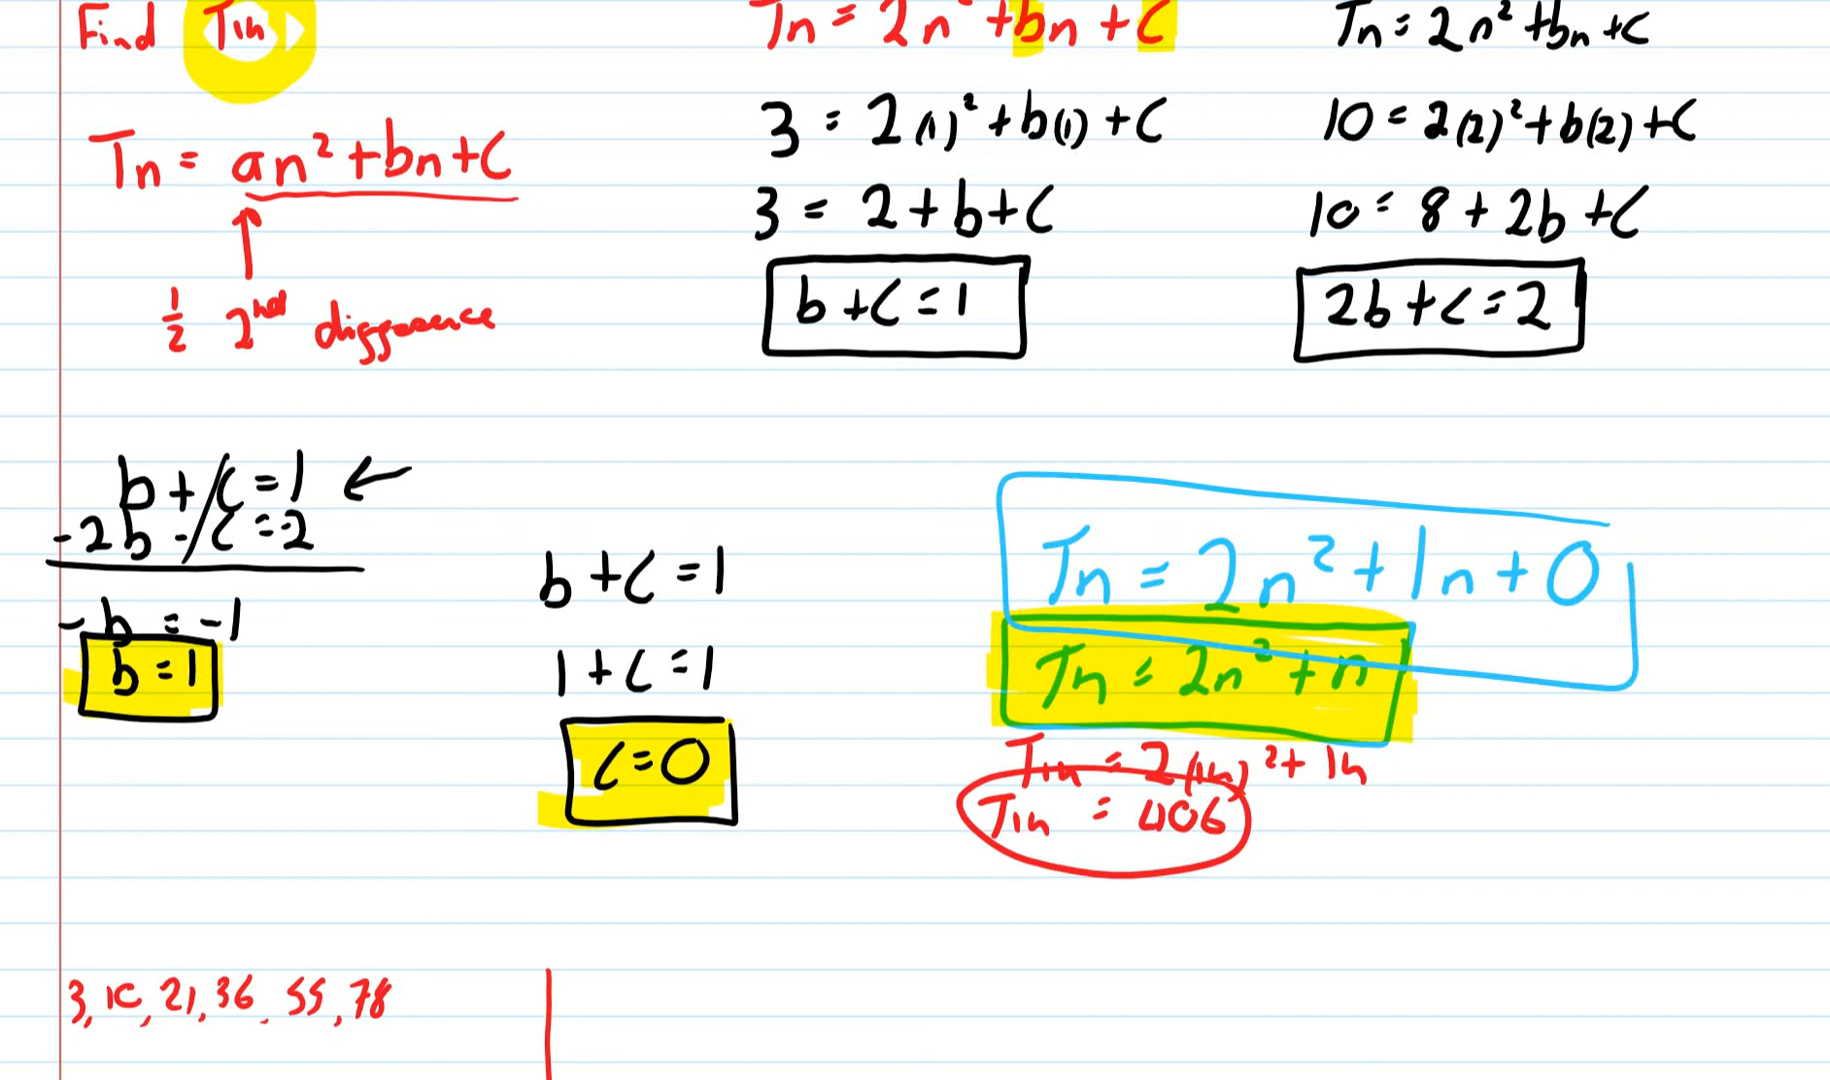 Find T₁₄
Tn = 2n² + bn + c
Tn = 2n² + bn + c
Tn = an² + bn + c
3 = 2(1)² + b(1) + c
10 = 2(2)² + b(2) + c
3 = 2 + b + c
10 = 8 + 2b + c
½ 2nd difference
b + c = 1
2b + c = 2
b + c = 1 ←
-2b - c = -2
-b = -1
b = 1
b + c = 1
1 + c = 1
c = 0
Tn = 2n² + 1n + 0
Tn = 2n² + n
T₁₄ = 2(14)² + 14
T₁₄ = 406
3, 10, 21, 36, 55, 78